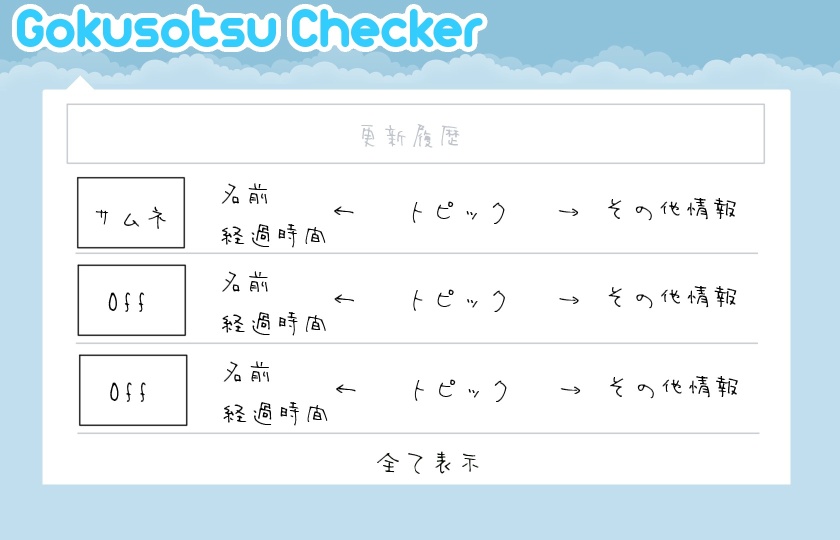 Gokusotsu Checker
更新履歴
サムネ
名前
経過時間
← トピック → その他情報
Off
名前
経過時間
← トピック → その他情報
Off
名前
経過時間
← トピック → その他情報
全て表示